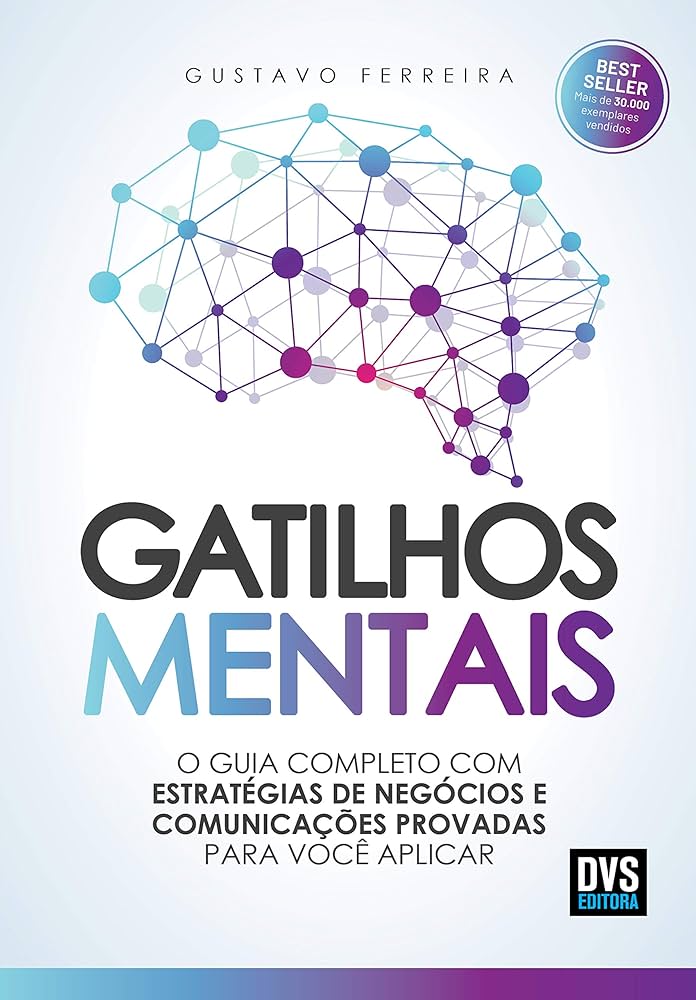 GUSTAVO FERREIRA
BEST
SELLER
Mais de 30.000
exemplares
vendidos
GATILHOS
MENTAIS
O GUIA COMPLETO COM
ESTRATÉGIAS DE NEGÓCIOS E
COMUNICAÇÕES PROVADAS
PARA VOCÊ APLICAR
DVS
EDITORA